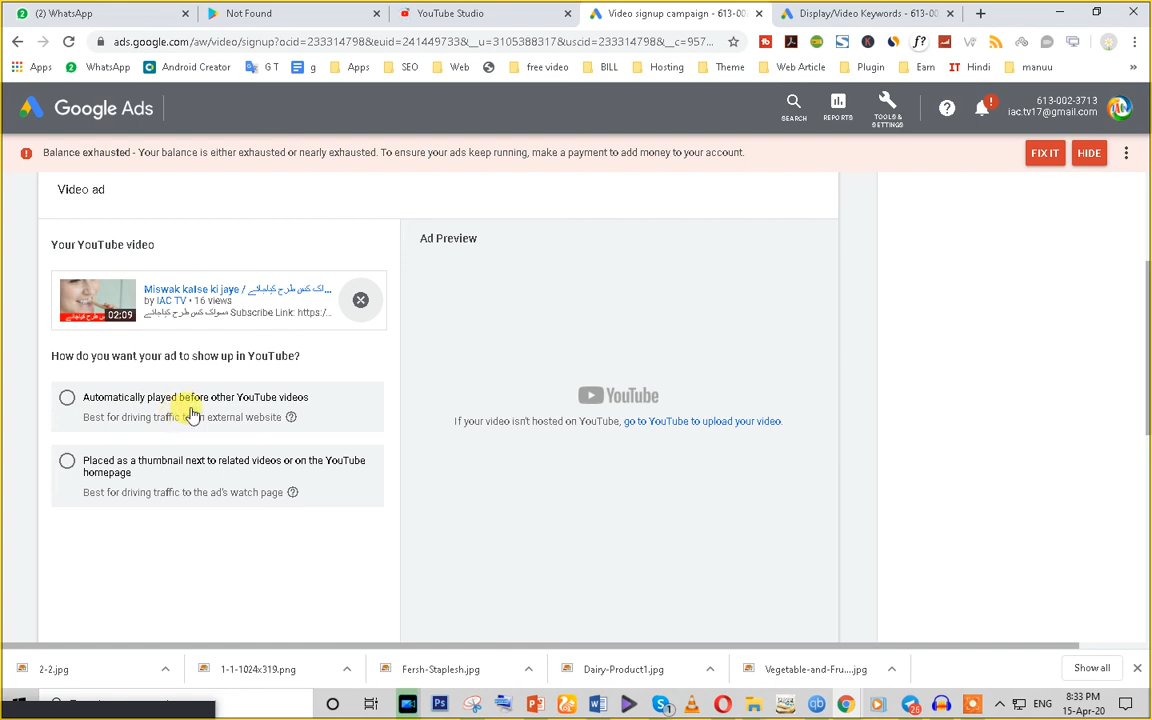 (2) WhatsApp
Not Found
YouTube Studio
Video signup campaign - 613-00
Display/Video Keywords - 613-00
ads.google.com/aw/video/signup?ocid=233314798&euid=241449733&__u=3105388317&uscid=233314798&__c=957...
Apps
WhatsApp
Android Creator
G T
g
Apps
SEO
Web
free video
BILL
Hosting
Theme
Web Article
Plugin
Earn
IT Hindi
manuu
Google Ads
SEARCH
REPORTS
TOOLS &
SETTINGS
613-002-3713
iac.tv17@gmail.com
Balance exhausted - Your balance is either exhausted or nearly exhausted. To ensure your ads keep running, make a payment to add money to your account.
FIX IT
HIDE
Video ad
Your YouTube video
Ad Preview
Miswak kaise ki jaye / مسواک کس طرح کیاجائے...
by IAC TV • 16 views
مسواک کس طرح کیاجائے Subscribe Link: https:/...
02:09
How do you want your ad to show up in YouTube?
Automatically played before other YouTube videos
Best for driving traffic to an external website
Placed as a thumbnail next to related videos or on the YouTube
homepage
Best for driving traffic to the ad's watch page
YouTube
If your video isn't hosted on YouTube, go to YouTube to upload your video.
2-2.jpg
1-1-1024x319.png
Fersh-Staplesh.jpg
Dairy-Product1.jpg
Vegetable-and-Fru....jpg
Show all
ENG
8:33 PM
15-Apr-20